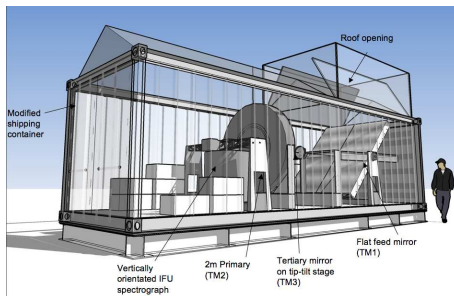 Roof opening
Modified
shipping
container
Vertically
orientated IFU
spectrograph
2m Primary
(TM2)
Tertiary mirror
on tip-tilt stage
(TM3)
Flat feed mirror
(TM1)